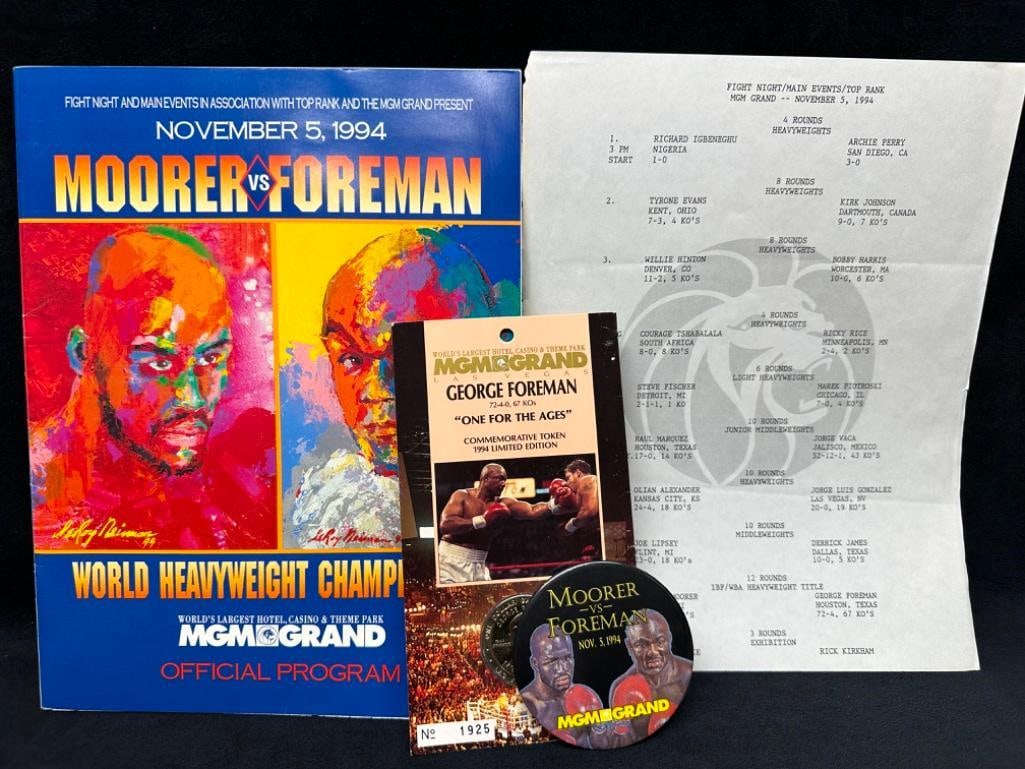 FIGHT NIGHT AND MAIN EVENTS IN ASSOCIATION WITH TOP RANK AND THE MGM GRAND PRESENT
NOVEMBER 5, 1994
MOORER VS FOREMAN
LeRoy Neiman 94
LeRoy Neiman
WORLD HEAVYWEIGHT CHAMP
WORLD'S LARGEST HOTEL, CASINO & THEME PARK
MGM GRAND
OFFICIAL PROGRAM
WORLD'S LARGEST HOTEL, CASINO & THEME PARK
MGM GRAND
LAS VEGAS
GEORGE FOREMAN
72-4-0, 67 KOs
"ONE FOR THE AGES"
COMMEMORATIVE TOKEN
1994 LIMITED EDITION
No 1925
MOORER
-VS-
FOREMAN
NOV. 5, 1994
MGM GRAND
FIGHT NIGHT/MAIN EVENTS/TOP RANK
MGM GRAND -- NOVEMBER 5, 1994
4 ROUNDS
HEAVYWEIGHTS
1. RICHARD IGBENEGHU ARCHIE PERRY
3 PM NIGERIA SAN DIEGO, CA
START 1-0 3-0
8 ROUNDS
HEAVYWEIGHTS
2. TYRONE EVANS KIRK JOHNSON
KENT, OHIO DARTMOUTH, CANADA
7-3, 4 KO'S 9-0, 7 KO'S
8 ROUNDS
HEAVYWEIGHTS
3. WILLIE HINTON BOBBY HARRIS
DENVER, CO WORCESTER, MA
11-2, 5 KO'S 10-0, 6 KO'S
4 ROUNDS
HEAVYWEIGHTS
COURAGE TSHABALALA RICKY RICE
SOUTH AFRICA MINNEAPOLIS, MN
8-0, 8 KO'S 2-4, 2 KO'S
6 ROUNDS
LIGHT HEAVYWEIGHTS
STEVE FISCHER MAREK PIOTROSKI
DETROIT, MI CHICAGO, IL
2-1-1, 1 KO 7-0, 4 KO'S
10 ROUNDS
JUNIOR MIDDLEWEIGHTS
RAUL MARQUEZ JORGE VACA
HOUSTON, TEXAS JALISCO, MEXICO
17-0, 14 KO'S 52-12-1, 43 KO'S
10 ROUNDS
HEAVYWEIGHTS
OLIAN ALEXANDER JORGE LUIS GONZALEZ
KANSAS CITY, KS LAS VEGAS, NV
24-4, 18 KO'S 20-0, 19 KO'S
10 ROUNDS
MIDDLEWEIGHTS
JOE LIPSEY DERRICK JAMES
FLINT, MI DALLAS, TEXAS
23-0, 18 KO's 10-0, 5 KO'S
12 ROUNDS
IBF/WBA HEAVYWEIGHT TITLE
MOORER GEORGE FOREMAN
HOUSTON, TEXAS
72-4, 67 KO'S
3 ROUNDS
EXHIBITION
RICK KIRKHAM